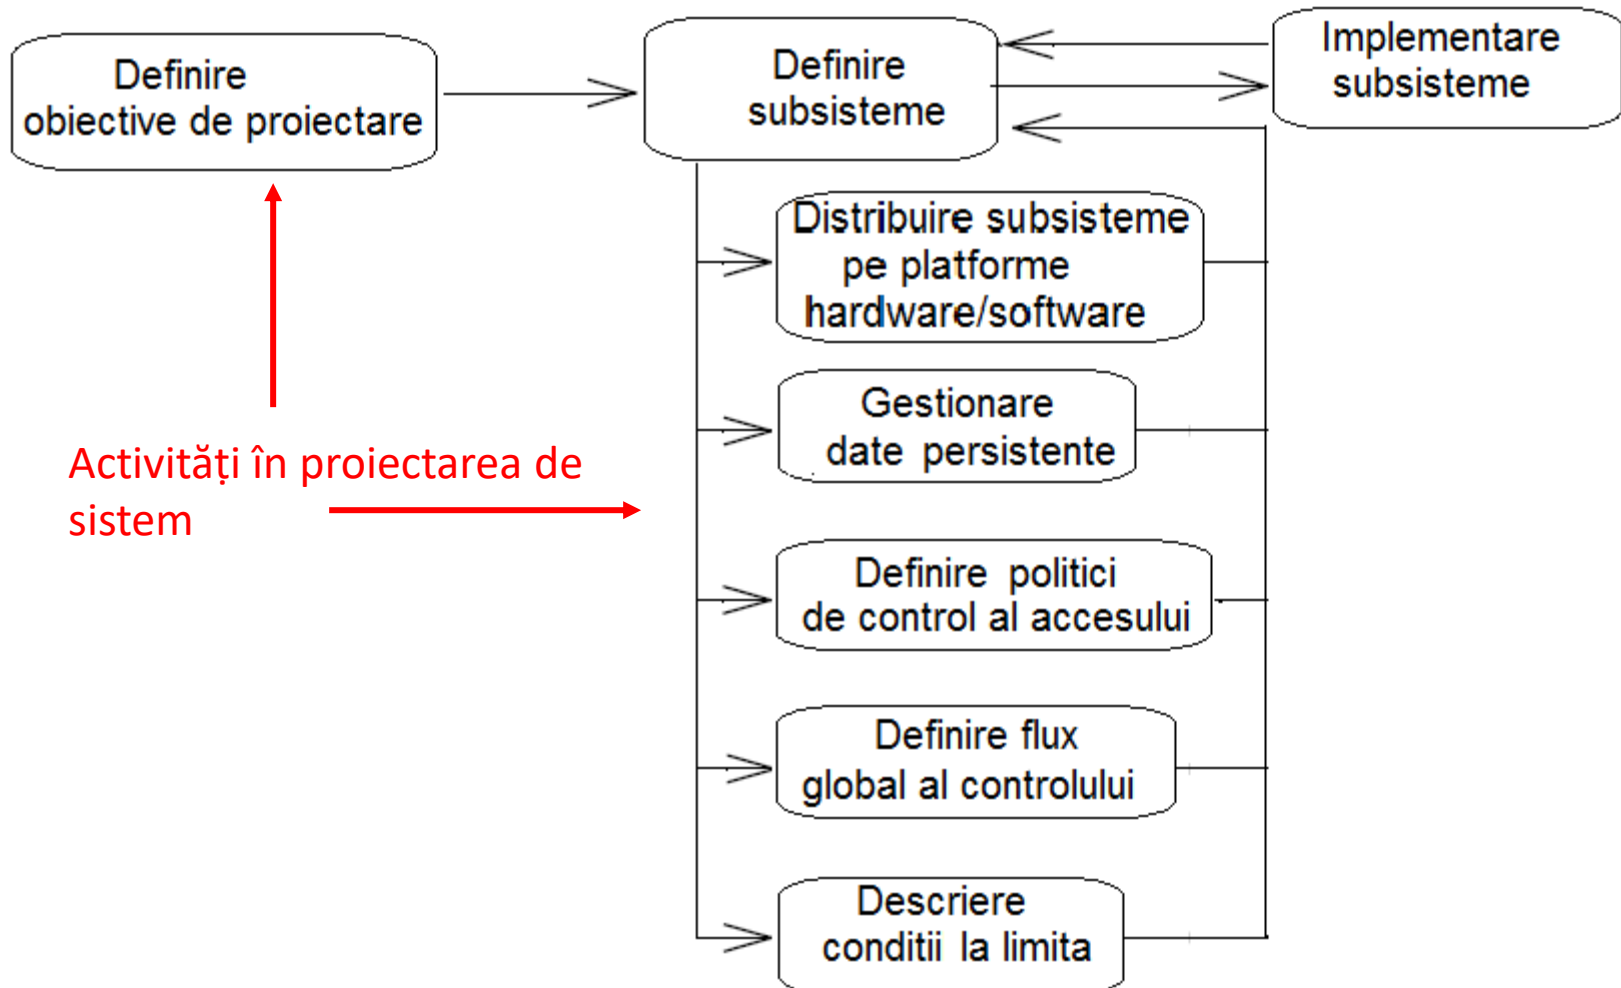 Definire
obiective de proiectare
Definire
subsisteme
Implementare
subsisteme
Distribuire subsisteme
pe platforme
hardware/software
Gestionare
date persistente
Activități în proiectarea de
sistem
Definire politici
de control al accesului
Definire flux
global al controlului
Descriere
conditii la limita